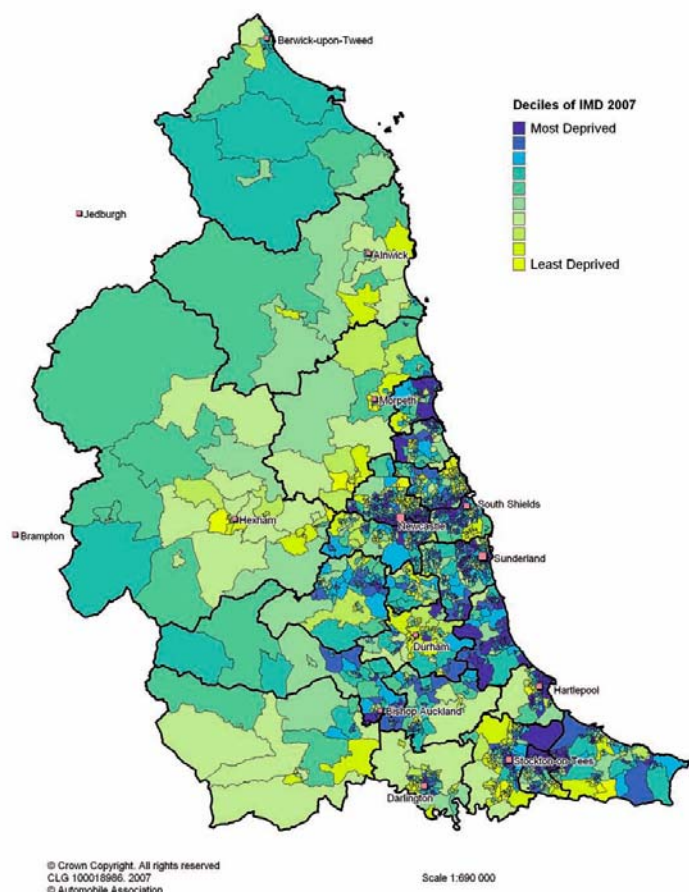 Berwick-upon-Tweed
Deciles of IMD 2007
Most Deprived
Jedburgh
Alnwick
Least Deprived
Morpeth
South Shields
Newcastle
Hexham
Brampton
Sunderland
Durham
Hartlepool
Bishop Auckland
Stockton-on-Tees
Darlington
© Crown Copyright. All rights reserved
CLG 100018986. 2007
Scale 1:690 000
© Automobile Association